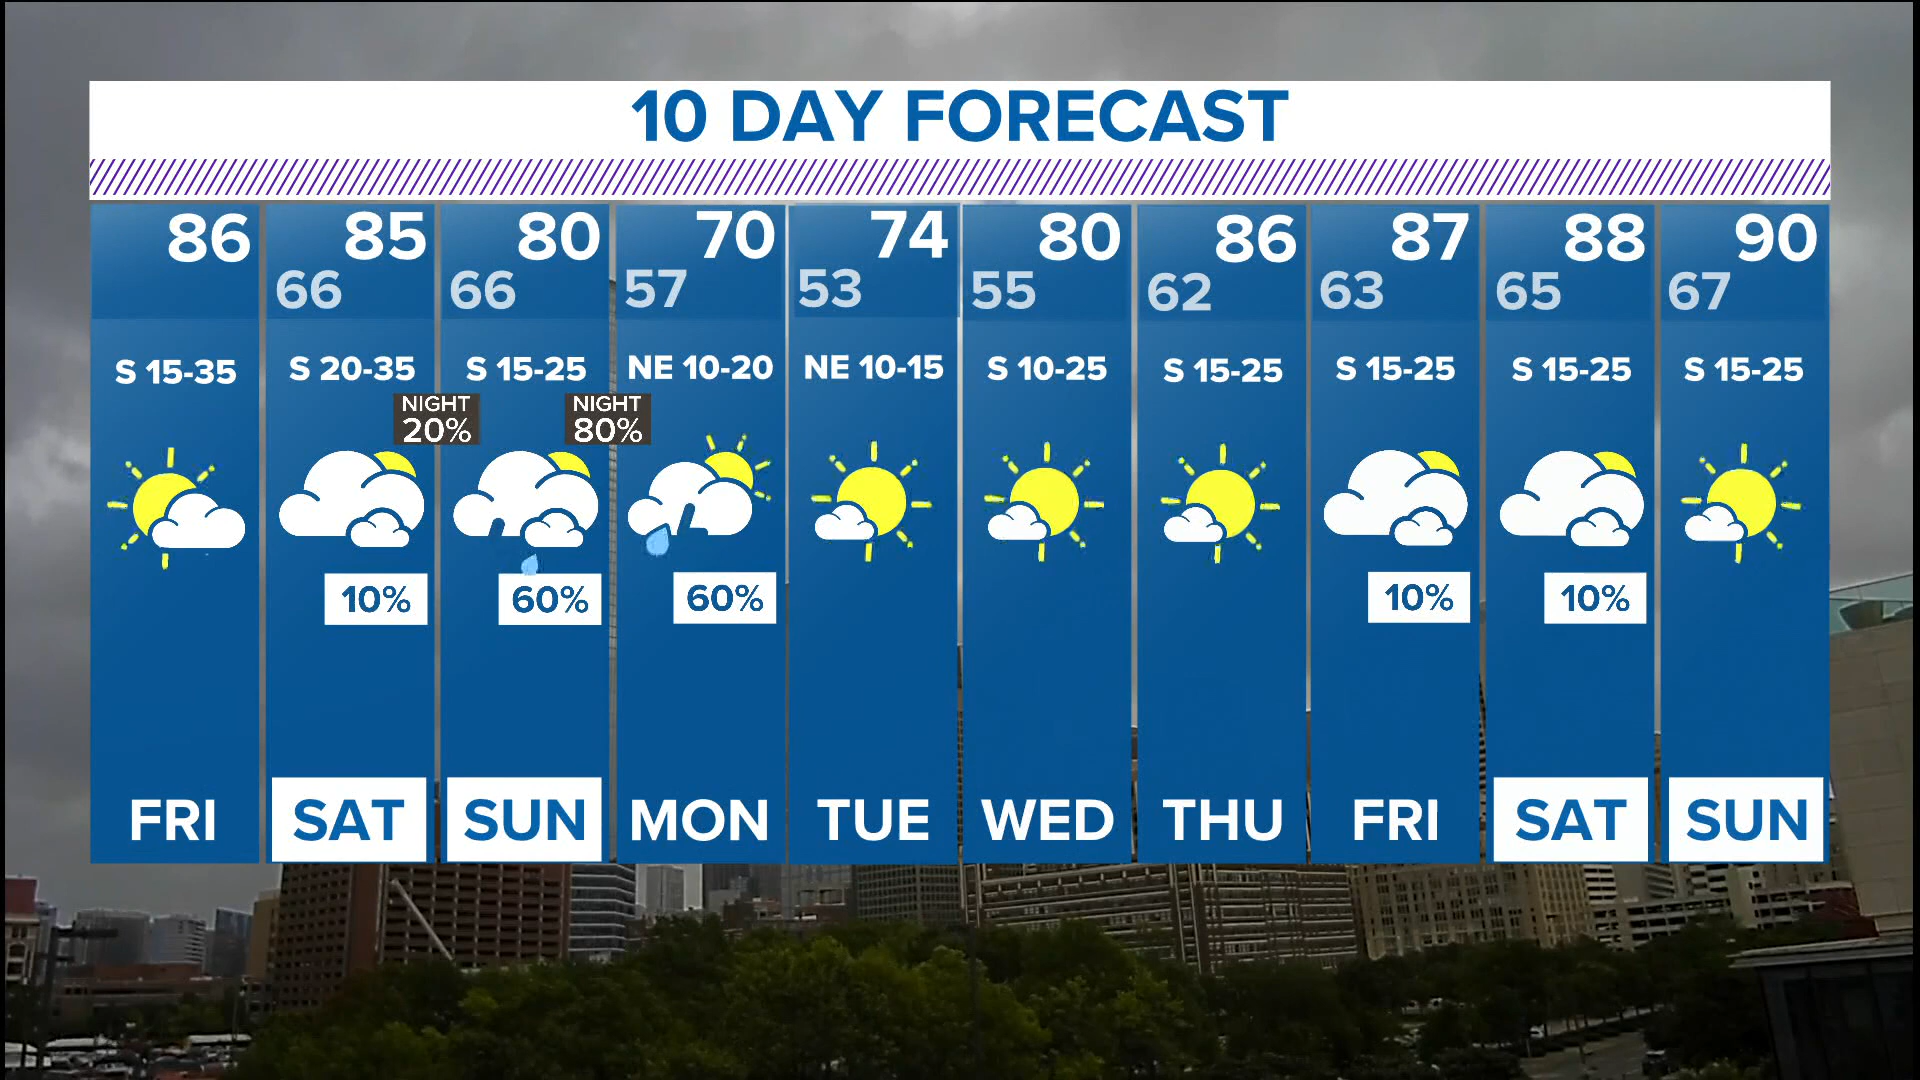 10 DAY FORECAST
86 85 80 70 74 80 86 87 88 90
66 66 57 53 55 62 63 65 67
S 15-35 S 20-35 S 15-25 NE 10-20 NE 10-15 S 10-25 S 15-25 S 15-25 S 15-25 S 15-25
NIGHT NIGHT
20% 80%
10% 60% 60% 10% 10%
FRI SAT SUN MON TUE WED THU FRI SAT SUN